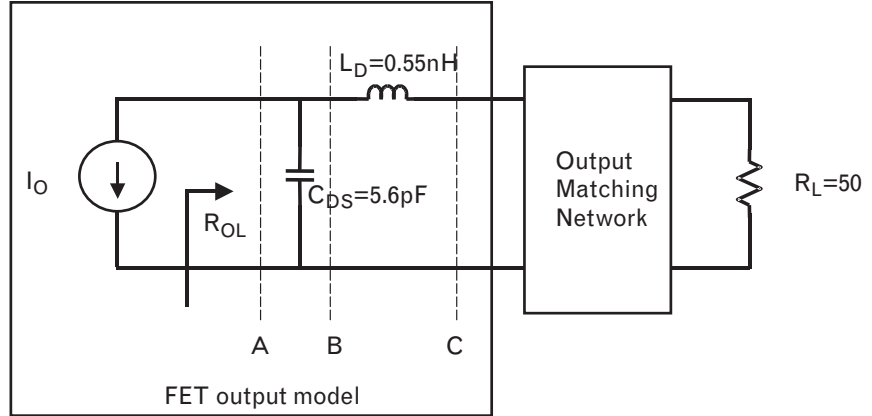 L_D=0.55nH
I_O
C_DS=5.6pF
R_OL
Output
Matching
Network
R_L=50
A
B
C
FET output model